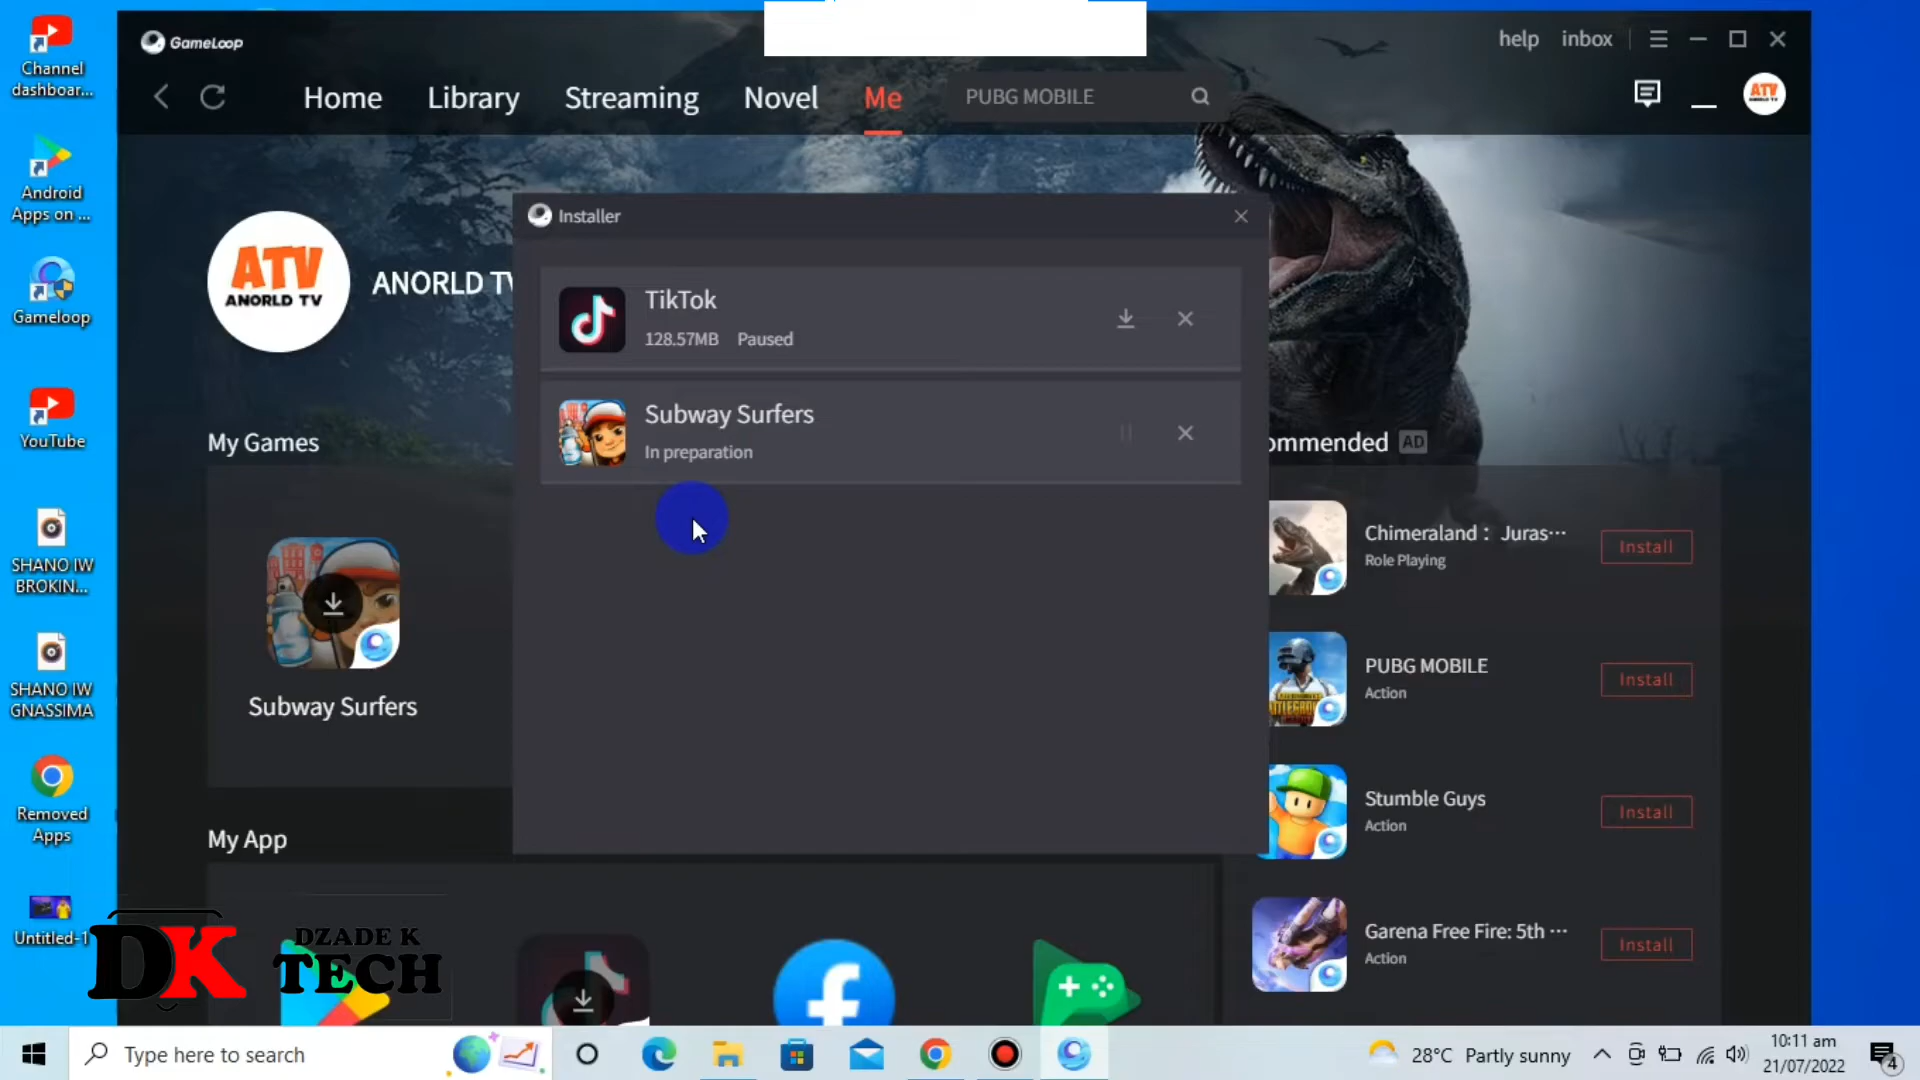 Channel
dashboar...
Android
Apps on ...
Gameloop
YouTube
SHANO IW
BROKIN...
SHANO IW
GNASSIMA
Removed
Apps
Untitled-1
GameLoop
help inbox
Home Library Streaming Novel Me PUBG MOBILE
ATV
ATV
ANORLD TV
ANORLD TV
Installer
TikTok
128.57MB Paused
Subway Surfers
In preparation
My Games
Subway Surfers
My App
ommended AD
Chimeraland : Juras···
Role Playing
Install
PUBG MOBILE
Action
Install
Stumble Guys
Action
Install
Garena Free Fire: 5th ···
Action
Install
DK
DZADE K
TECH
Type here to search
28°C Partly sunny
10:11 am
21/07/2022
4